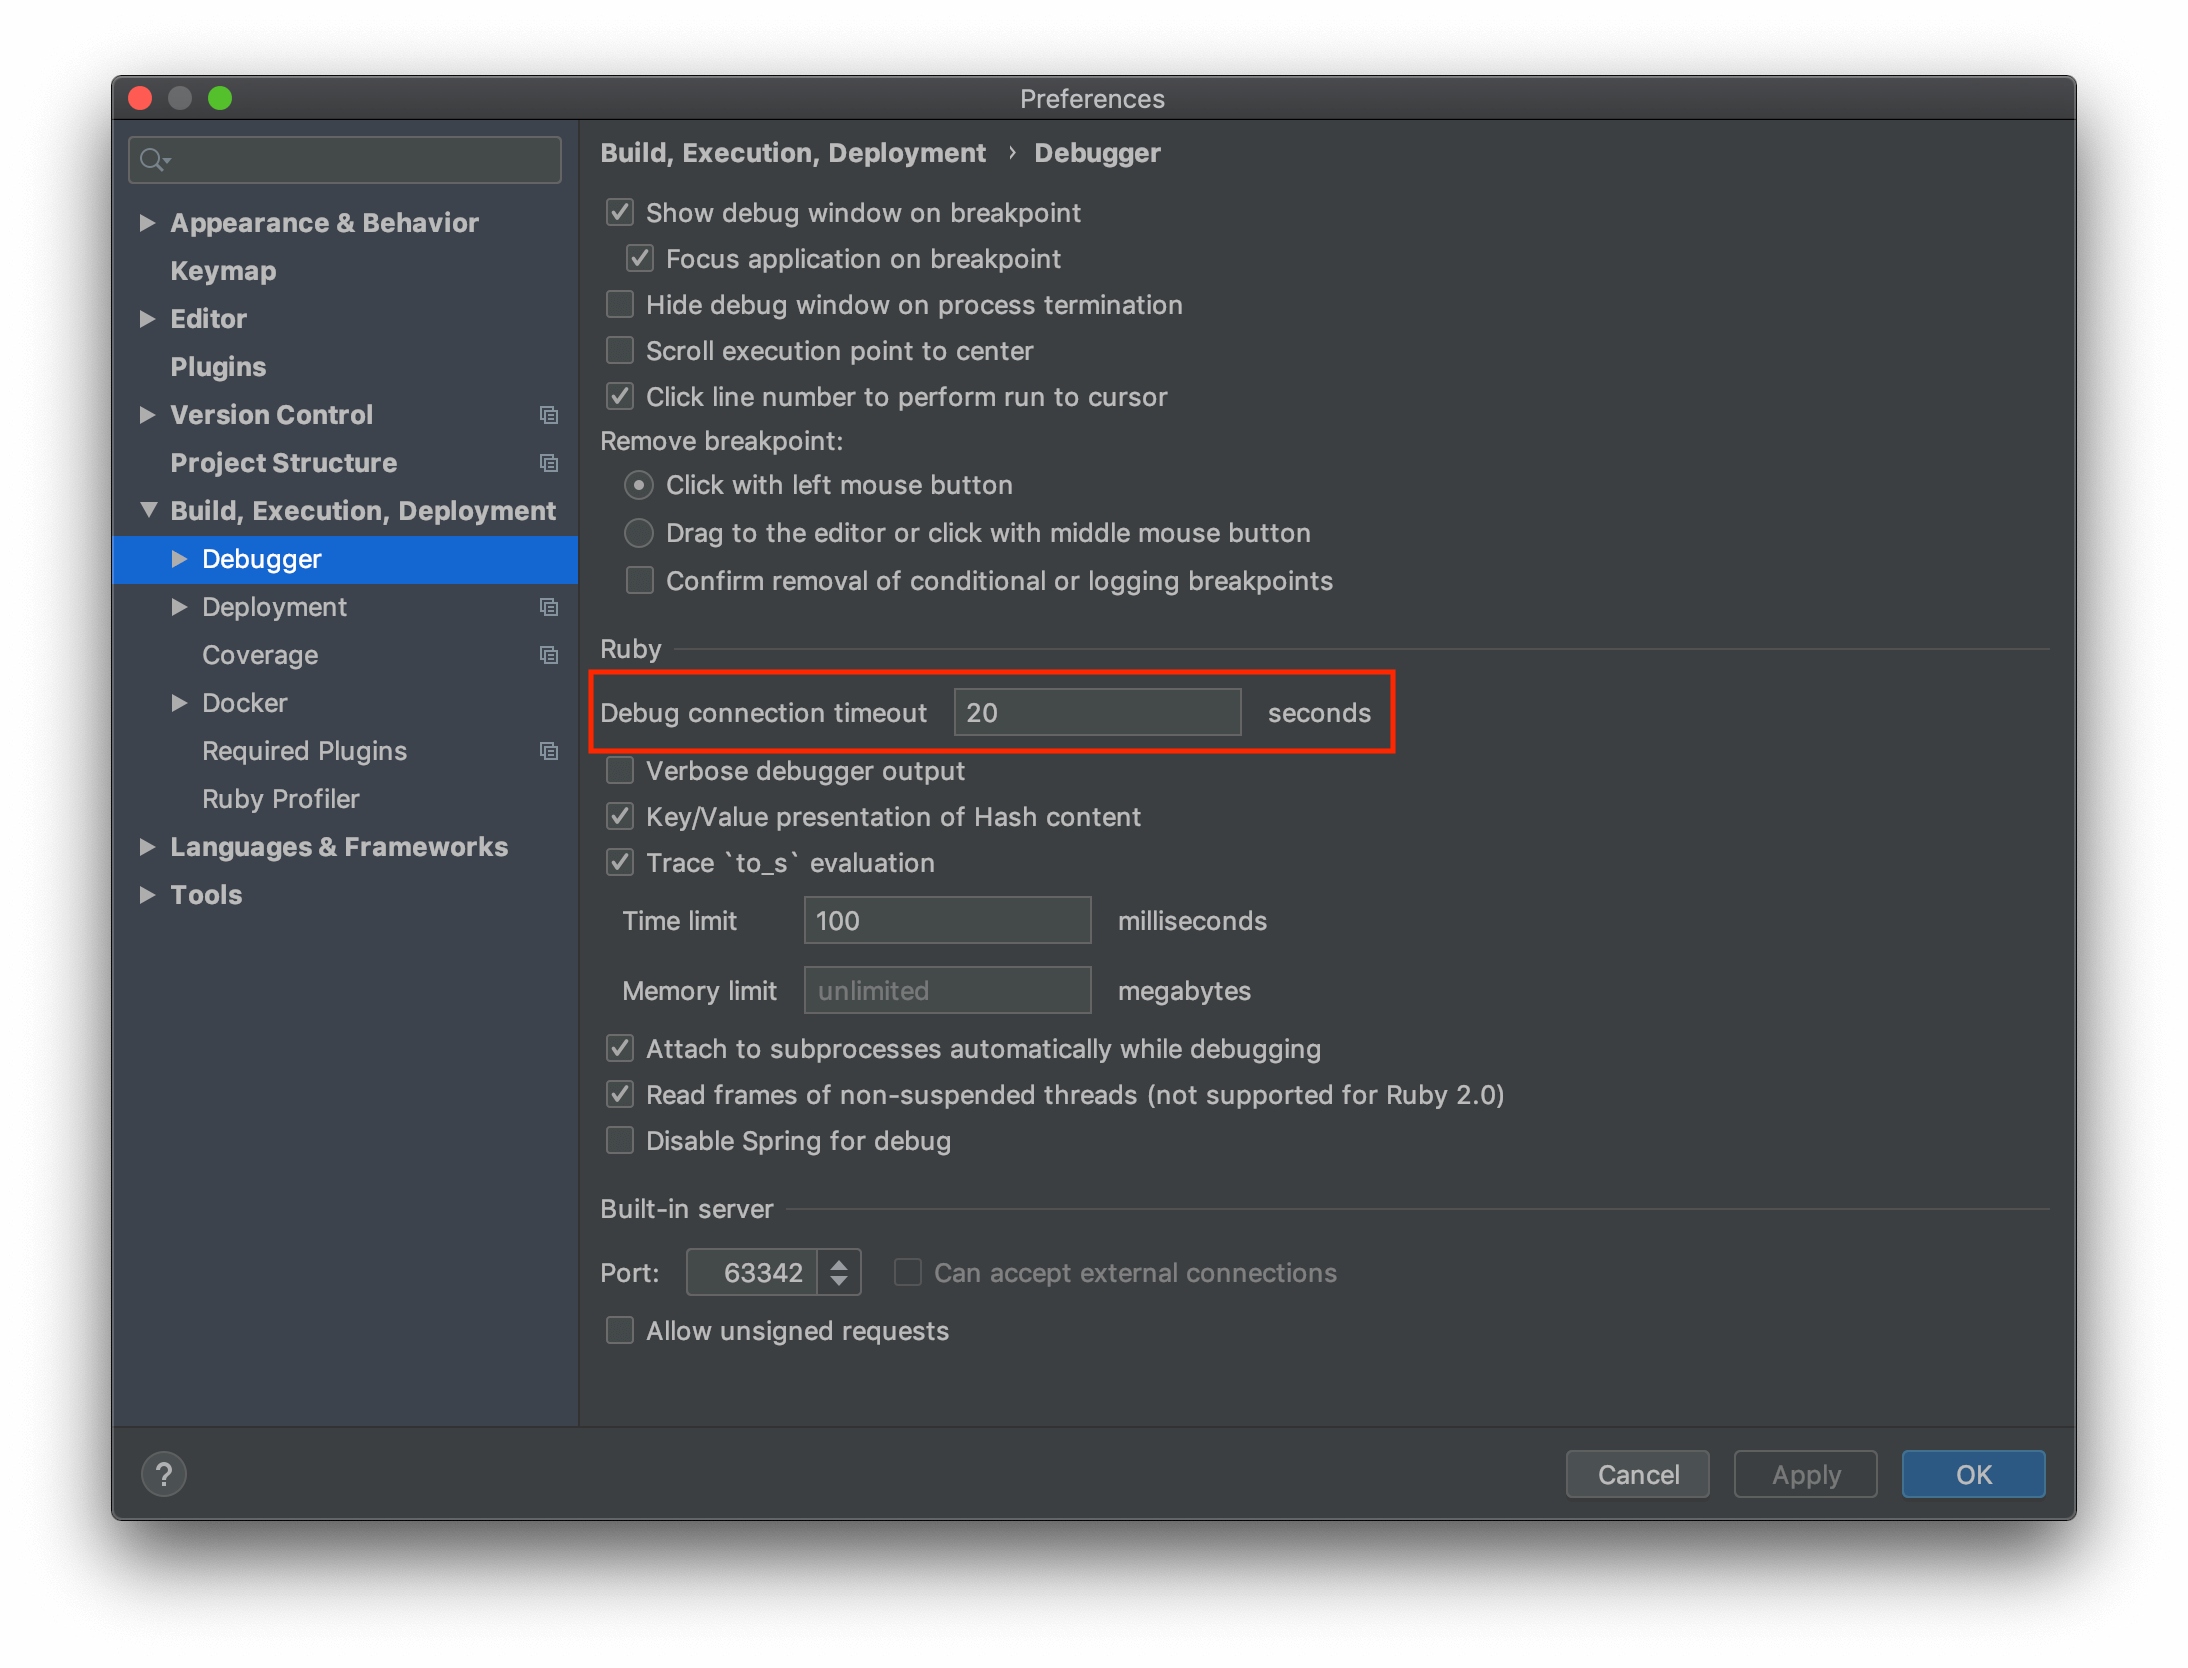 Preferences
Appearance & Behavior
Keymap
Editor
Plugins
Version Control
Project Structure
Build, Execution, Deployment
Debugger
Deployment
Coverage
Docker
Required Plugins
Ruby Profiler
Languages & Frameworks
Tools
Build, Execution, Deployment › Debugger
Show debug window on breakpoint
Focus application on breakpoint
Hide debug window on process termination
Scroll execution point to center
Click line number to perform run to cursor
Remove breakpoint:
Click with left mouse button
Drag to the editor or click with middle mouse button
Confirm removal of conditional or logging breakpoints
Ruby
Debug connection timeout 20 seconds
Verbose debugger output
Key/Value presentation of Hash content
Trace `to_s` evaluation
Time limit 100 milliseconds
Memory limit unlimited megabytes
Attach to subprocesses automatically while debugging
Read frames of non-suspended threads (not supported for Ruby 2.0)
Disable Spring for debug
Built-in server
Port: 63342 Can accept external connections
Allow unsigned requests
? Cancel Apply OK